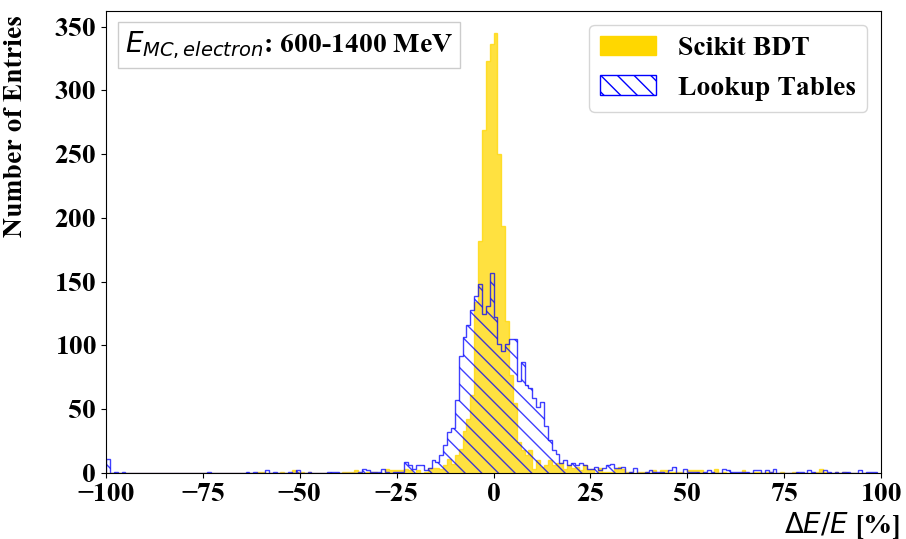 E_{MC, electron}: 600-1400 MeV
Scikit BDT
Lookup Tables
Number of Entries
350
300
250
200
150
100
50
0
−100 −75 −50 −25 0 25 50 75 100
ΔE/E [%]